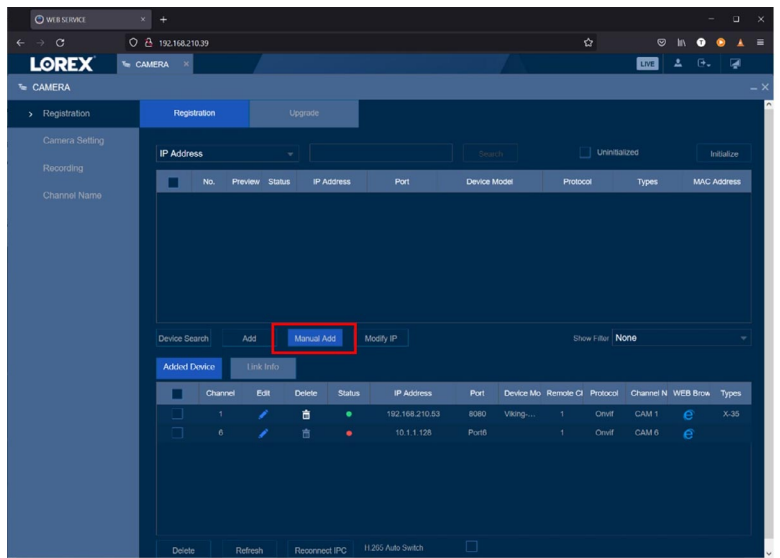 WEB SERVICE
192.168.210.39
LOREX CAMERA LIVE
CAMERA
Registration Registration Upgrade
Camera Setting
IP Address Search Uninitialized Initialize
Recording
No. Preview Status IP Address Port Device Model Protocol Types MAC Address
Channel Name
Device Search Add Manual Add Modify IP Show Filter None
Added Device Link Info
Channel Edit Delete Status IP Address Port Device Mo Remote Cl Protocol Channel N WEB Brow Types
1 192.168.210.53 8080 Viking-... 1 Onvif CAM 1 X-35
6 10.1.1.128 Port6 1 Onvif CAM 6
Delete Refresh Reconnect IPC H.265 Auto Switch